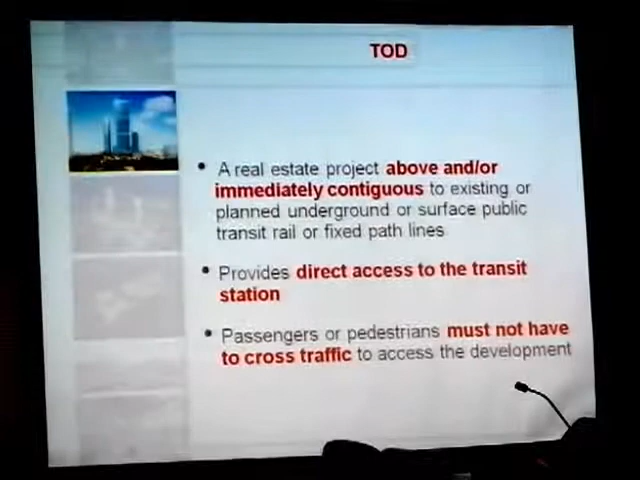 TOD
• A real estate project above and/or
immediately contiguous to existing or
planned underground or surface public
transit rail or fixed path lines
• Provides direct access to the transit
station
• Passengers or pedestrians must not have
to cross traffic to access the development